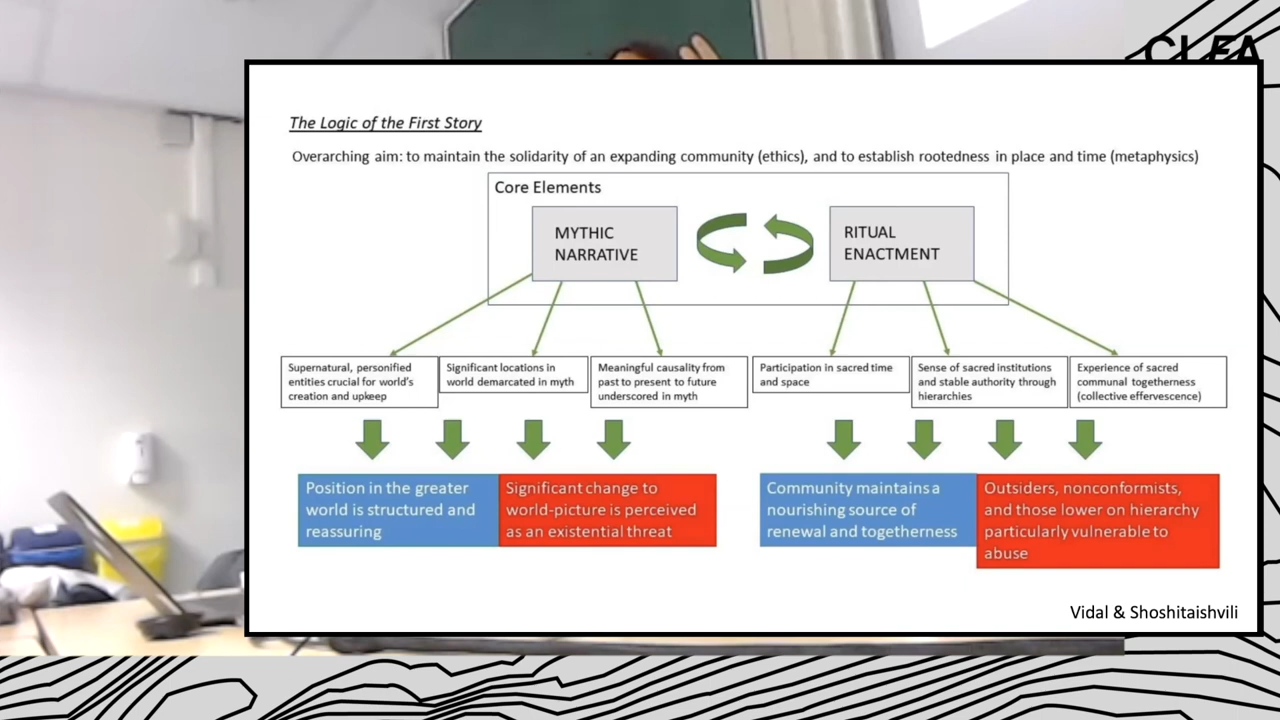 CLEA
The Logic of the First Story
Overarching aim: to maintain the solidarity of an expanding community (ethics), and to establish rootedness in place and time (metaphysics)
Core Elements
MYTHIC
NARRATIVE
RITUAL
ENACTMENT
Supernatural, personified
entities crucial for world's
creation and upkeep
Significant locations in
world demarcated in myth
Meaningful causality from
past to present to future
underscored in myth
Participation in sacred time
and space
Sense of sacred institutions
and stable authority through
hierarchies
Experience of sacred
communal togetherness
(collective effervescence)
Position in the greater
world is structured and
reassuring
Significant change to
world-picture is perceived
as an existential threat
Community maintains a
nourishing source of
renewal and togetherness
Outsiders, nonconformists,
and those lower on hierarchy
particularly vulnerable to
abuse
Vidal & Shoshitaishvili